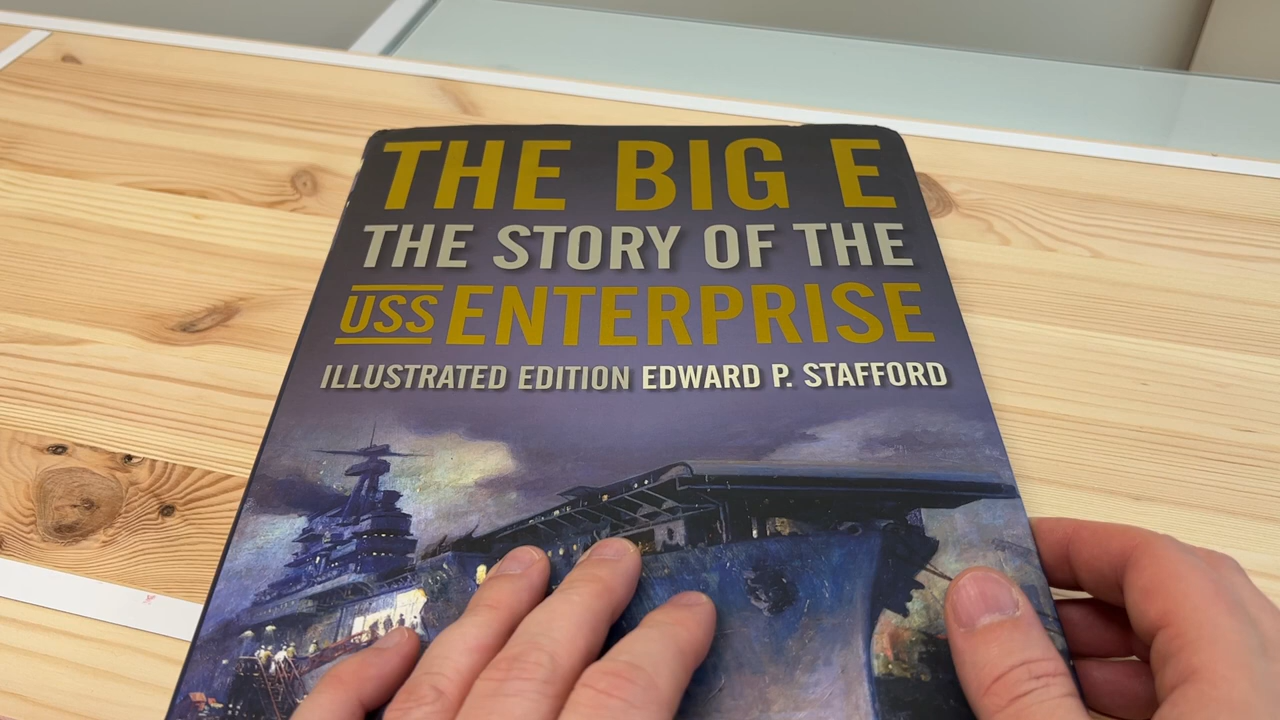 THE BIG E
THE STORY OF THE
USS ENTERPRISE
ILLUSTRATED EDITION EDWARD P. STAFFORD